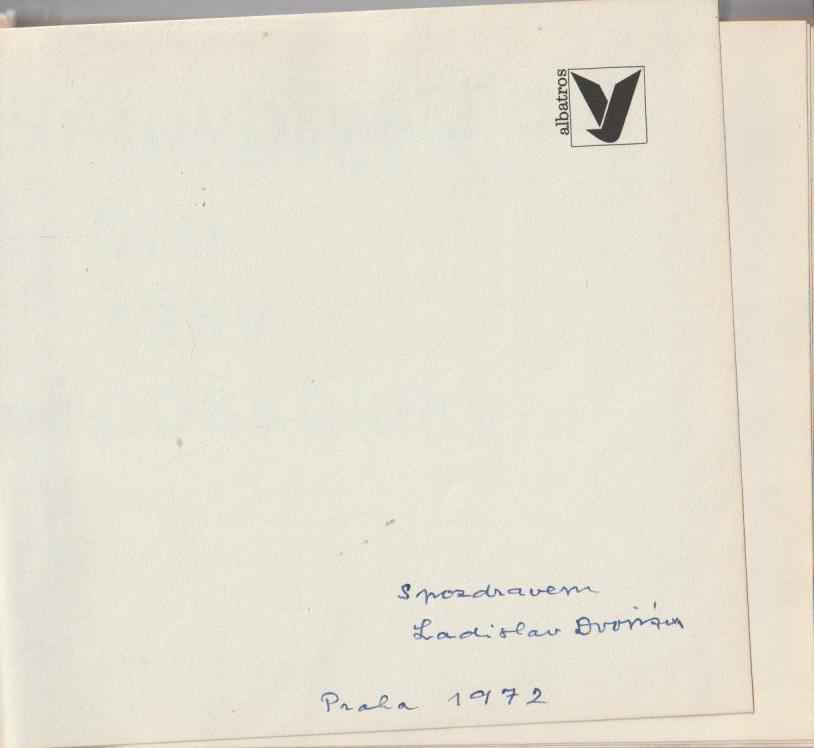 albatros
S pozdravem
Ladislav Dvořák
Praha 1972